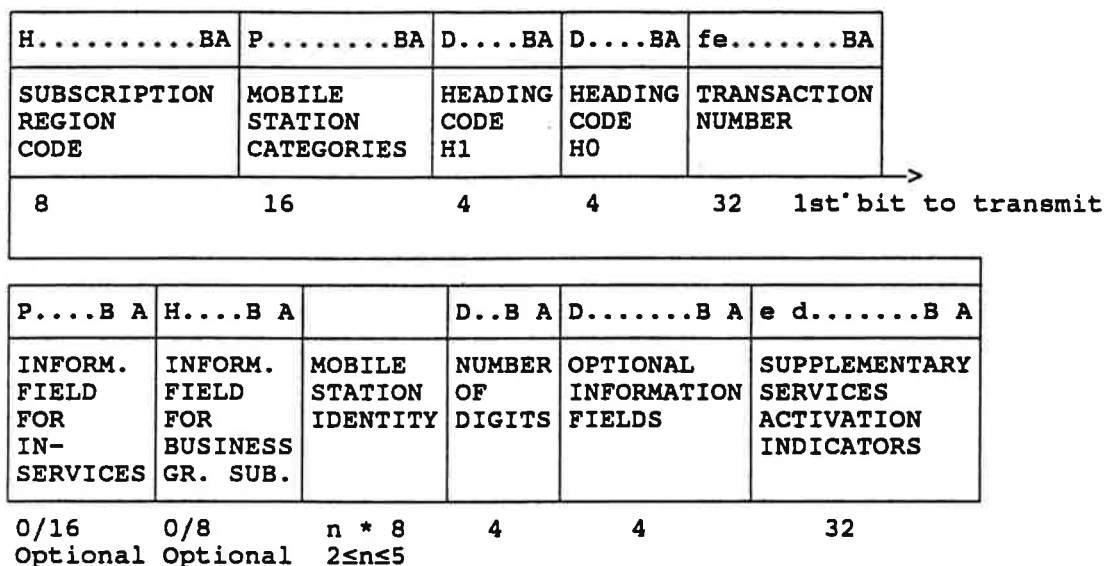 H..........BA P........BA D....BA D....BA fe.......BA
SUBSCRIPTION MOBILE HEADING HEADING TRANSACTION
REGION STATION CODE CODE NUMBER
CODE CATEGORIES H1 H0
8 16 4 4 32 1st bit to transmit
P....B A H....B A D..B A D.......B A e d.......B A
INFORM. INFORM. MOBILE NUMBER OPTIONAL SUPPLEMENTARY
FIELD FIELD STATION OF INFORMATION SERVICES
FOR FOR IDENTITY DIGITS FIELDS ACTIVATION
IN- BUSINESS INDICATORS
SERVICES GR. SUB.
0/16 0/8 n * 8 4 4 32
Optional Optional 2≤n≤5